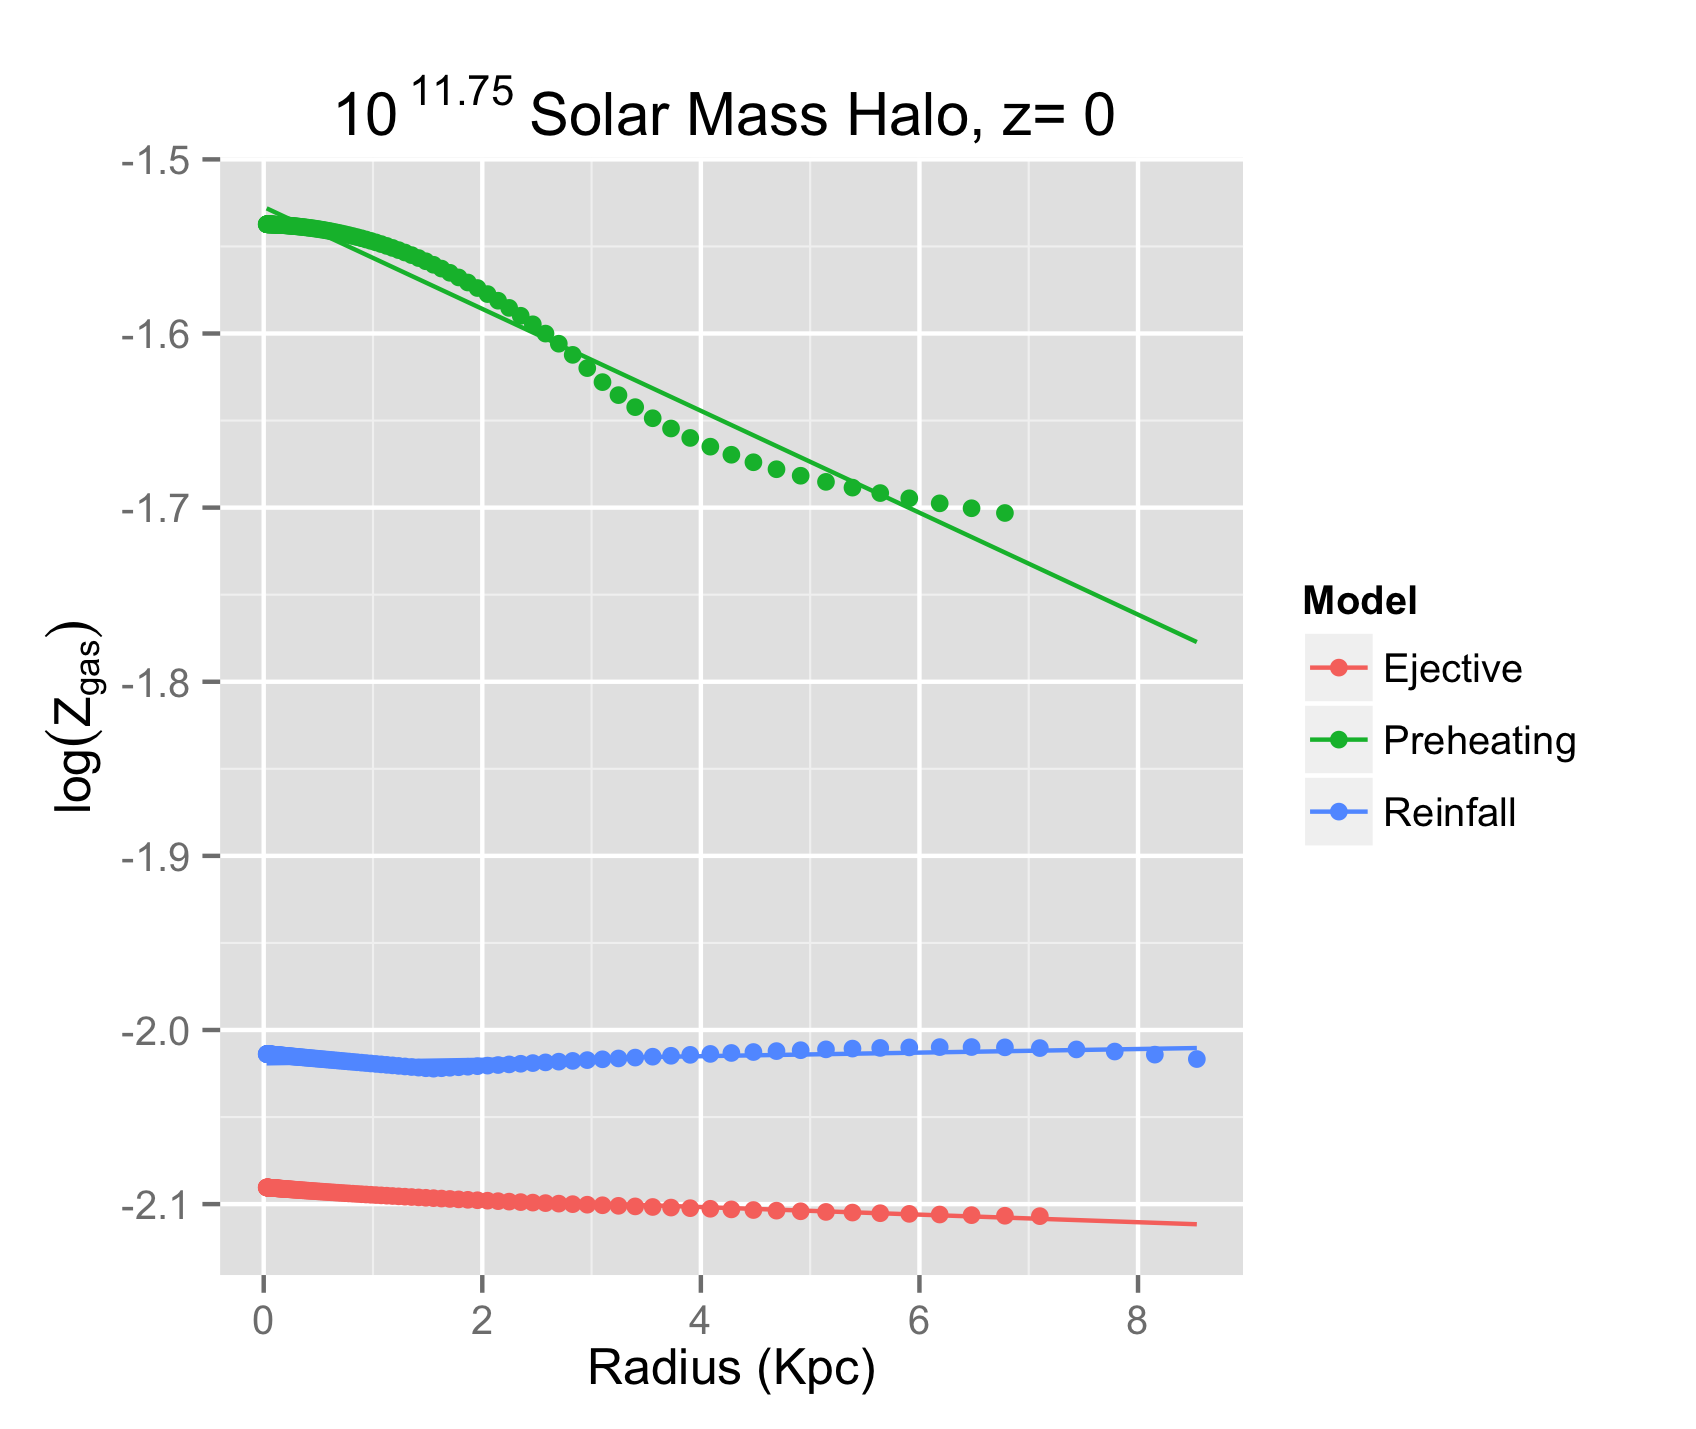 10 11.75 Solar Mass Halo, z= 0
-1.5
-1.6
-1.7
-1.8
-1.9
-2.0
-2.1
log(Zgas)
0 2 4 6 8
Radius (Kpc)
Model
Ejective
Preheating
Reinfall